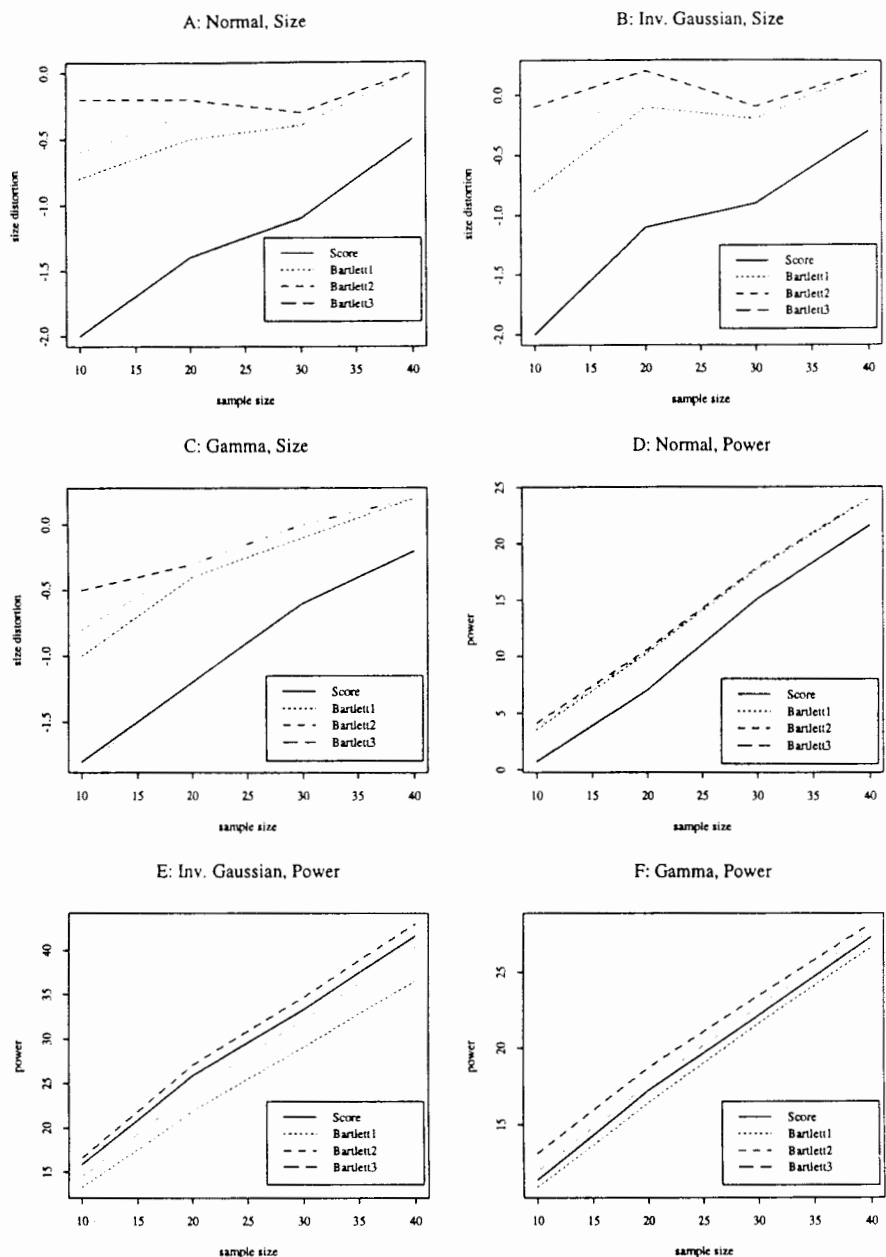 A: Normal, Size
size distortion
0.0
-0.5
-1.0
-1.5
-2.0
Score
Bartlett1
Bartlett2
Bartlett3
10 15 20 25 30 35 40
sample size
B: Inv. Gaussian, Size
size distortion
0.0
-0.5
-1.0
-1.5
-2.0
Score
Bartlett1
Bartlett2
Bartlett3
10 15 20 25 30 35 40
sample size
C: Gamma, Size
size distortion
0.0
-0.5
-1.0
-1.5
Score
Bartlett1
Bartlett2
Bartlett3
10 15 20 25 30 35 40
sample size
D: Normal, Power
power
25
20
15
10
5
0
Score
Bartlett1
Bartlett2
Bartlett3
10 15 20 25 30 35 40
sample size
E: Inv. Gaussian, Power
power
40
35
30
25
20
15
Score
Bartlett1
Bartlett2
Bartlett3
10 15 20 25 30 35 40
sample size
F: Gamma, Power
power
25
20
15
Score
Bartlett1
Bartlett2
Bartlett3
10 15 20 25 30 35 40
sample size